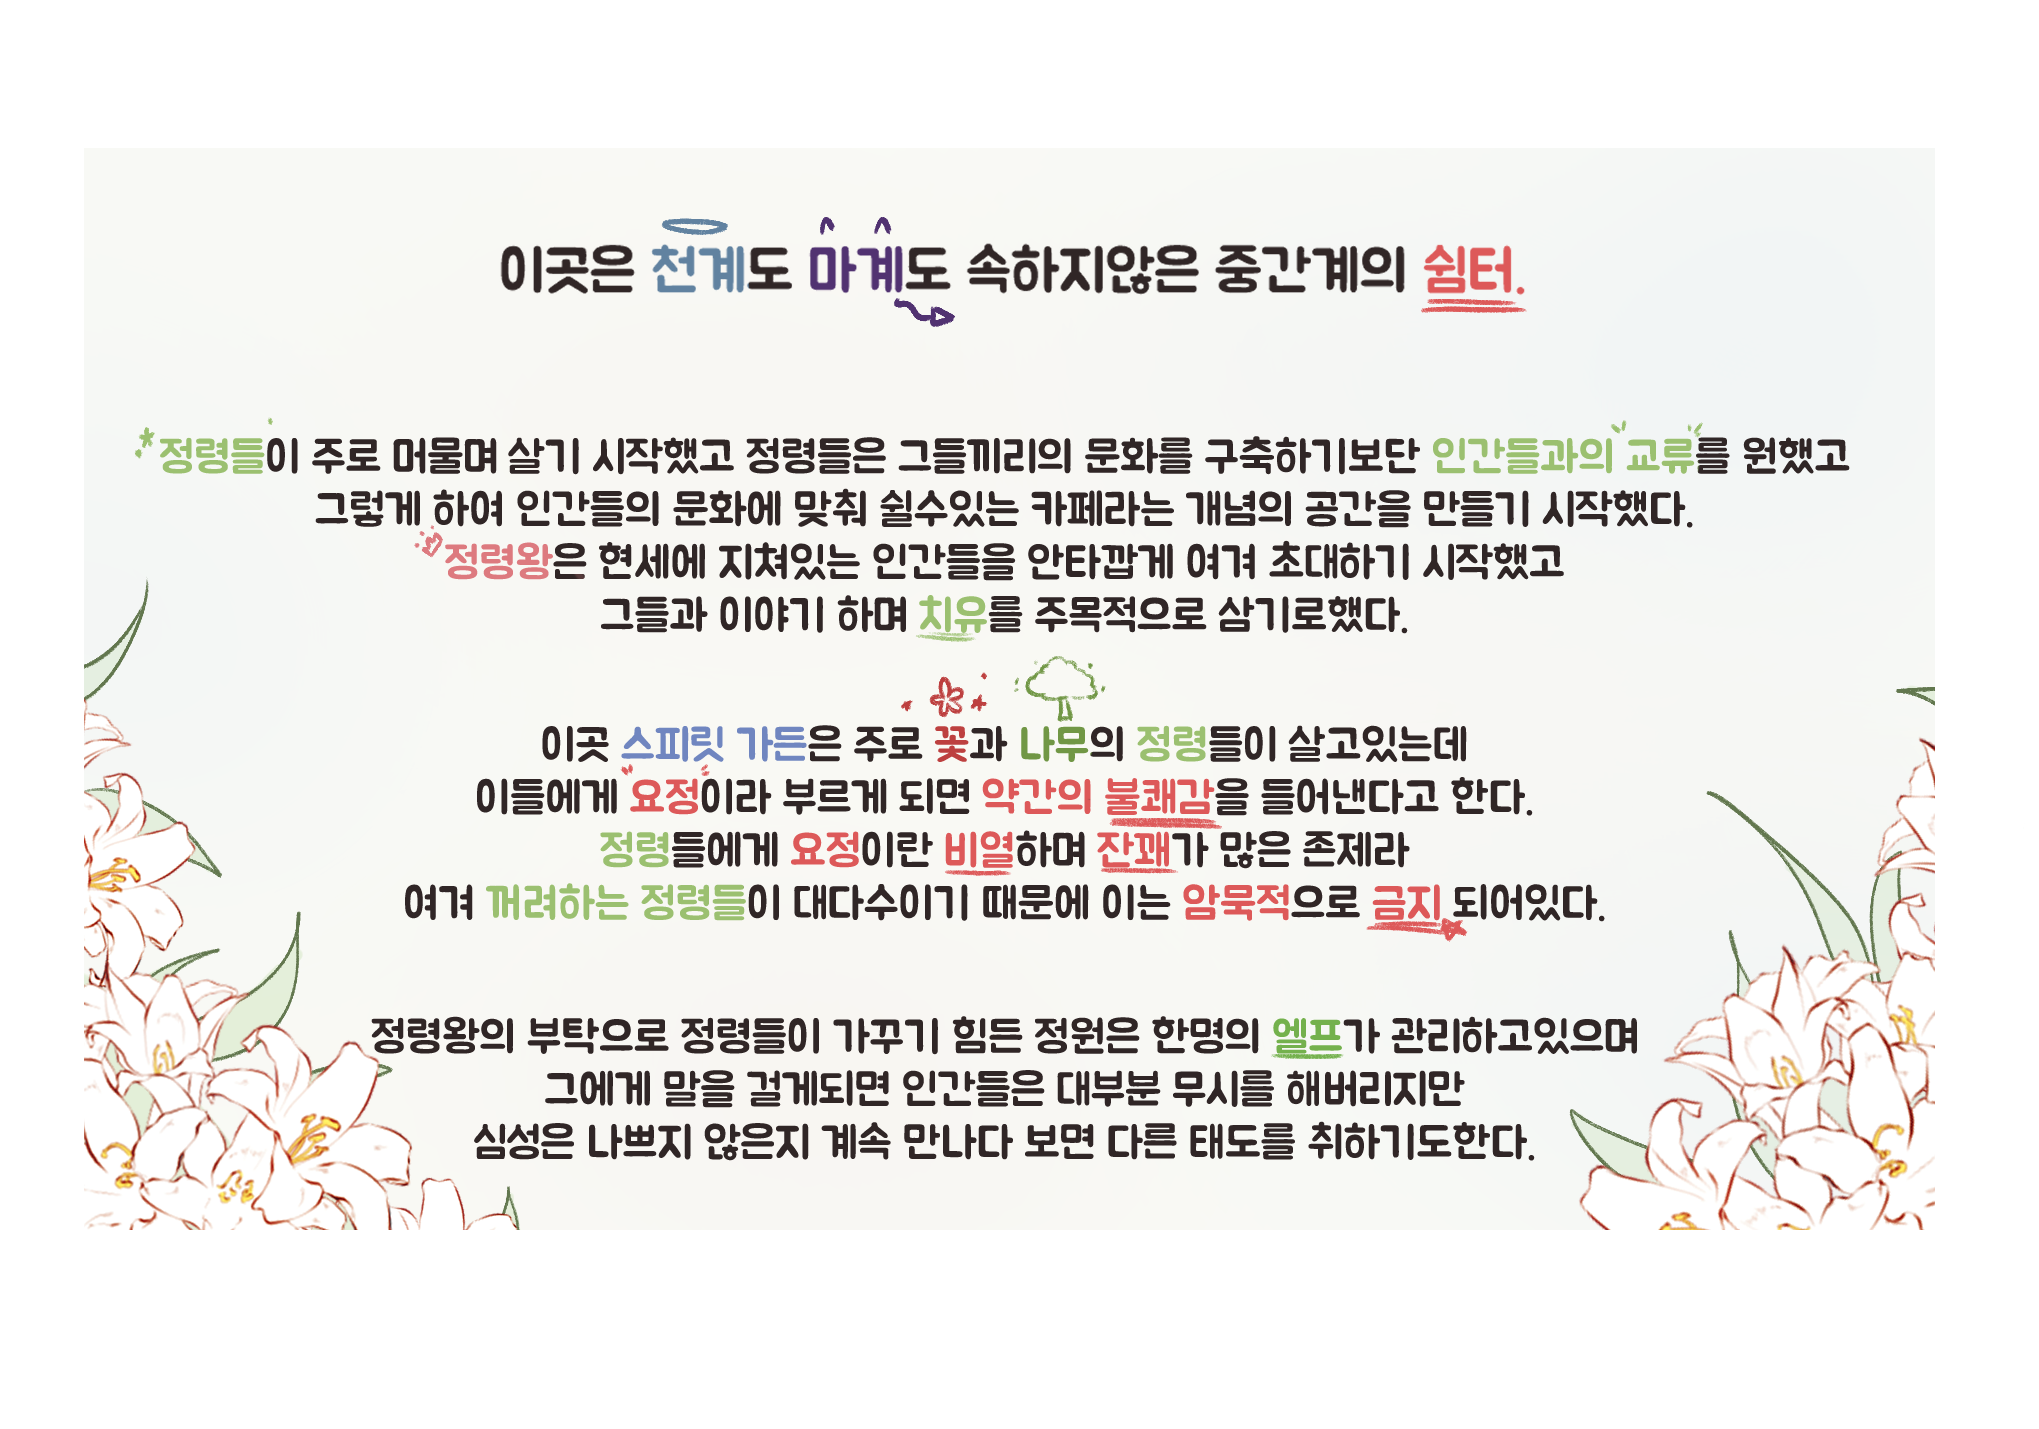 이곳은 천계도 마계도 속하지않은 중간계의 쉼터.
정령들이 주로 머물며 살기 시작했고 정령들은 그들끼리의 문화를 구축하기보단 인간들과의 교류를 원했고
그렇게 하여 인간들의 문화에 맞춰 쉴수있는 카페라는 개념의 공간을 만들기 시작했다.
정령왕은 현세에 지쳐있는 인간들을 안타깝게 여겨 초대하기 시작했고
그들과 이야기 하며 치유를 주목적으로 삼기로했다.
이곳 스피릿 가든은 주로 꽃과 나무의 정령들이 살고있는데
이들에게 "요정"이라 부르게 되면 약간의 불쾌감을 들어낸다고 한다.
정령들에게 요정이란 비열하며 잔꽤가 많은 존제라
여겨 꺼려하는 정령들이 대다수이기 때문에 이는 암묵적으로 금지 되어있다.
정령왕의 부탁으로 정령들이 가꾸기 힘든 정원은 한명의 엘프가 관리하고있으며
그에게 말을 걸게되면 인간들은 대부분 무시를 해버리지만
심성은 나쁘지 않은지 계속 만나다 보면 다른 태도를 취하기도한다.